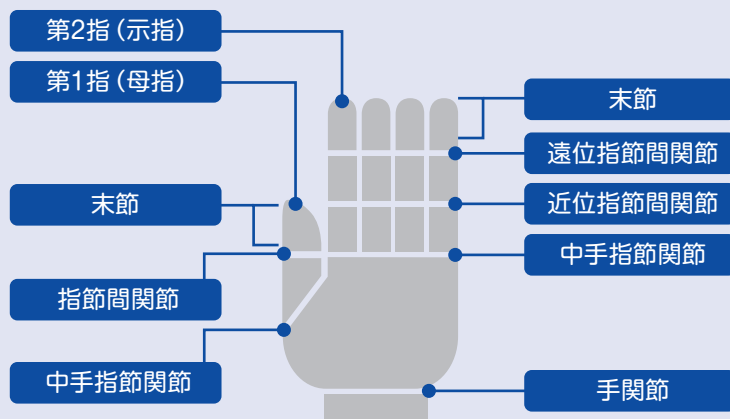 第2指（示指）
第1指（母指）
末節
指節間関節
中手指節関節
末節
遠位指節間関節
近位指節間関節
中手指節関節
手関節